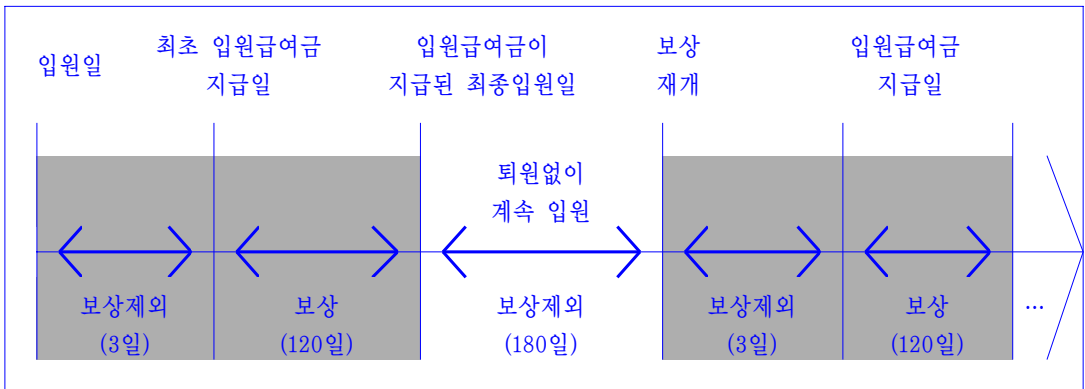 입원일
최초 입원급여금
지급일
입원급여금이
지급된 최종입원일
보상
재개
입원급여금
지급일
퇴원없이
계속 입원
보상제외
(3일)
보상
(120일)
보상제외
(180일)
보상제외
(3일)
보상
(120일)
…